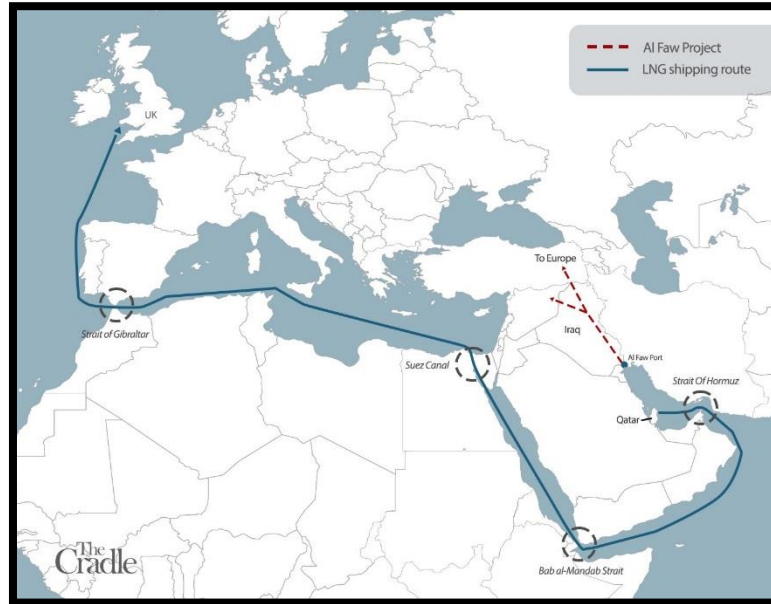 Al Faw Project
LNG shipping route
UK
To Europe
Strait of Gibraltar
Iraq
Suez Canal
Al Faw Port
Strait Of Hormuz
Qatar
The
Cradle
Bab al-Mandab Strait